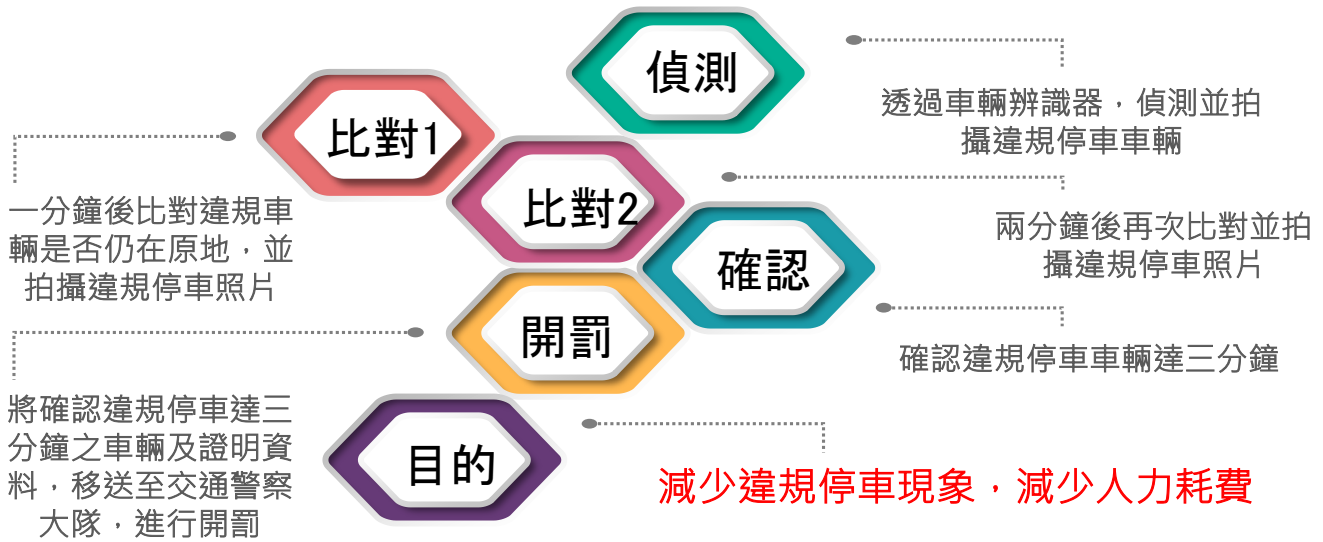 偵測
透過車輛辨識器，偵測並拍
攝違規停車車輛
比對1
一分鐘後比對違規車
輛是否仍在原地，並
拍攝違規停車照片
比對2
兩分鐘後再次比對並拍
攝違規停車照片
確認
確認違規停車車輛達三分鐘
開罰
將確認違規停車達三
分鐘之車輛及證明資
料，移送至交通警察
大隊，進行開罰
目的
減少違規停車現象，減少人力耗費